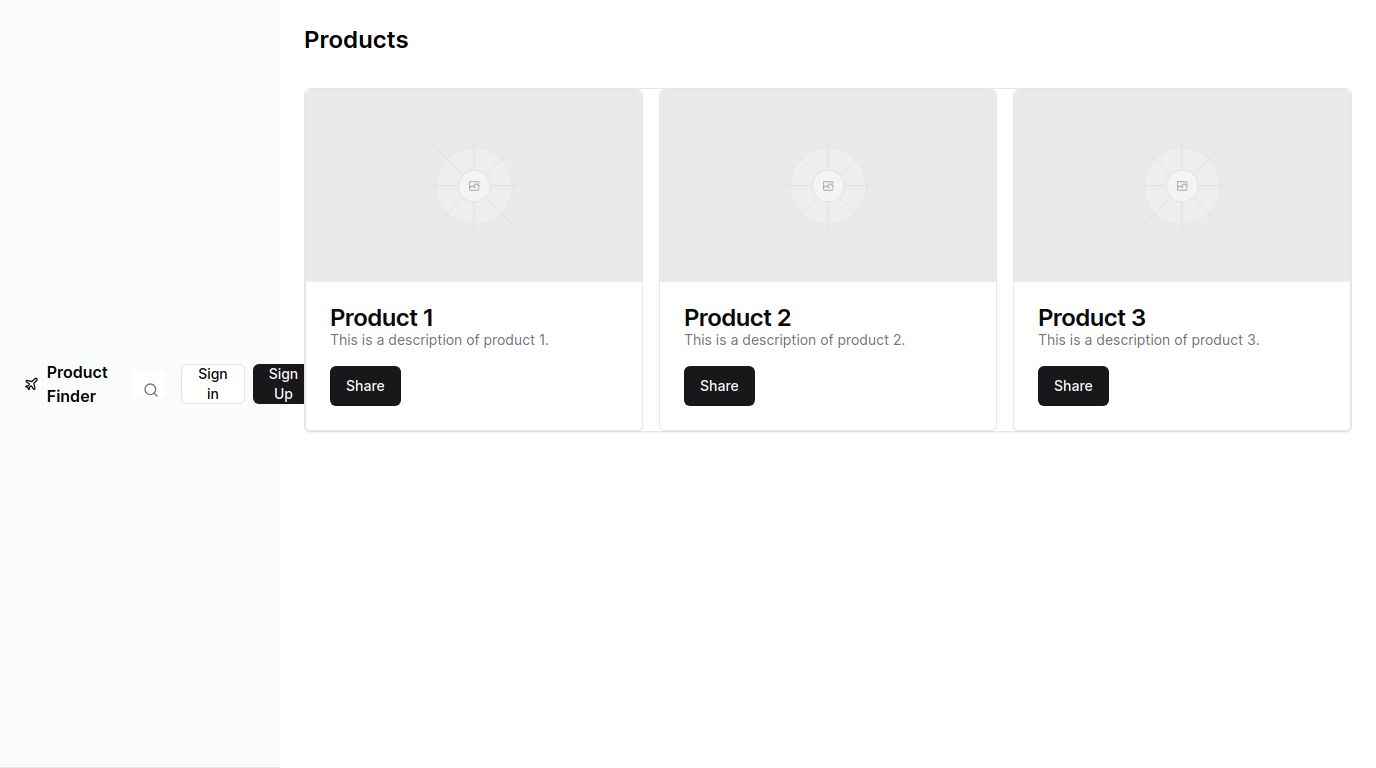 Product
Finder
Sign
in
Sign
Up
Products
Product 1
This is a description of product 1.
Share
Product 2
This is a description of product 2.
Share
Product 3
This is a description of product 3.
Share